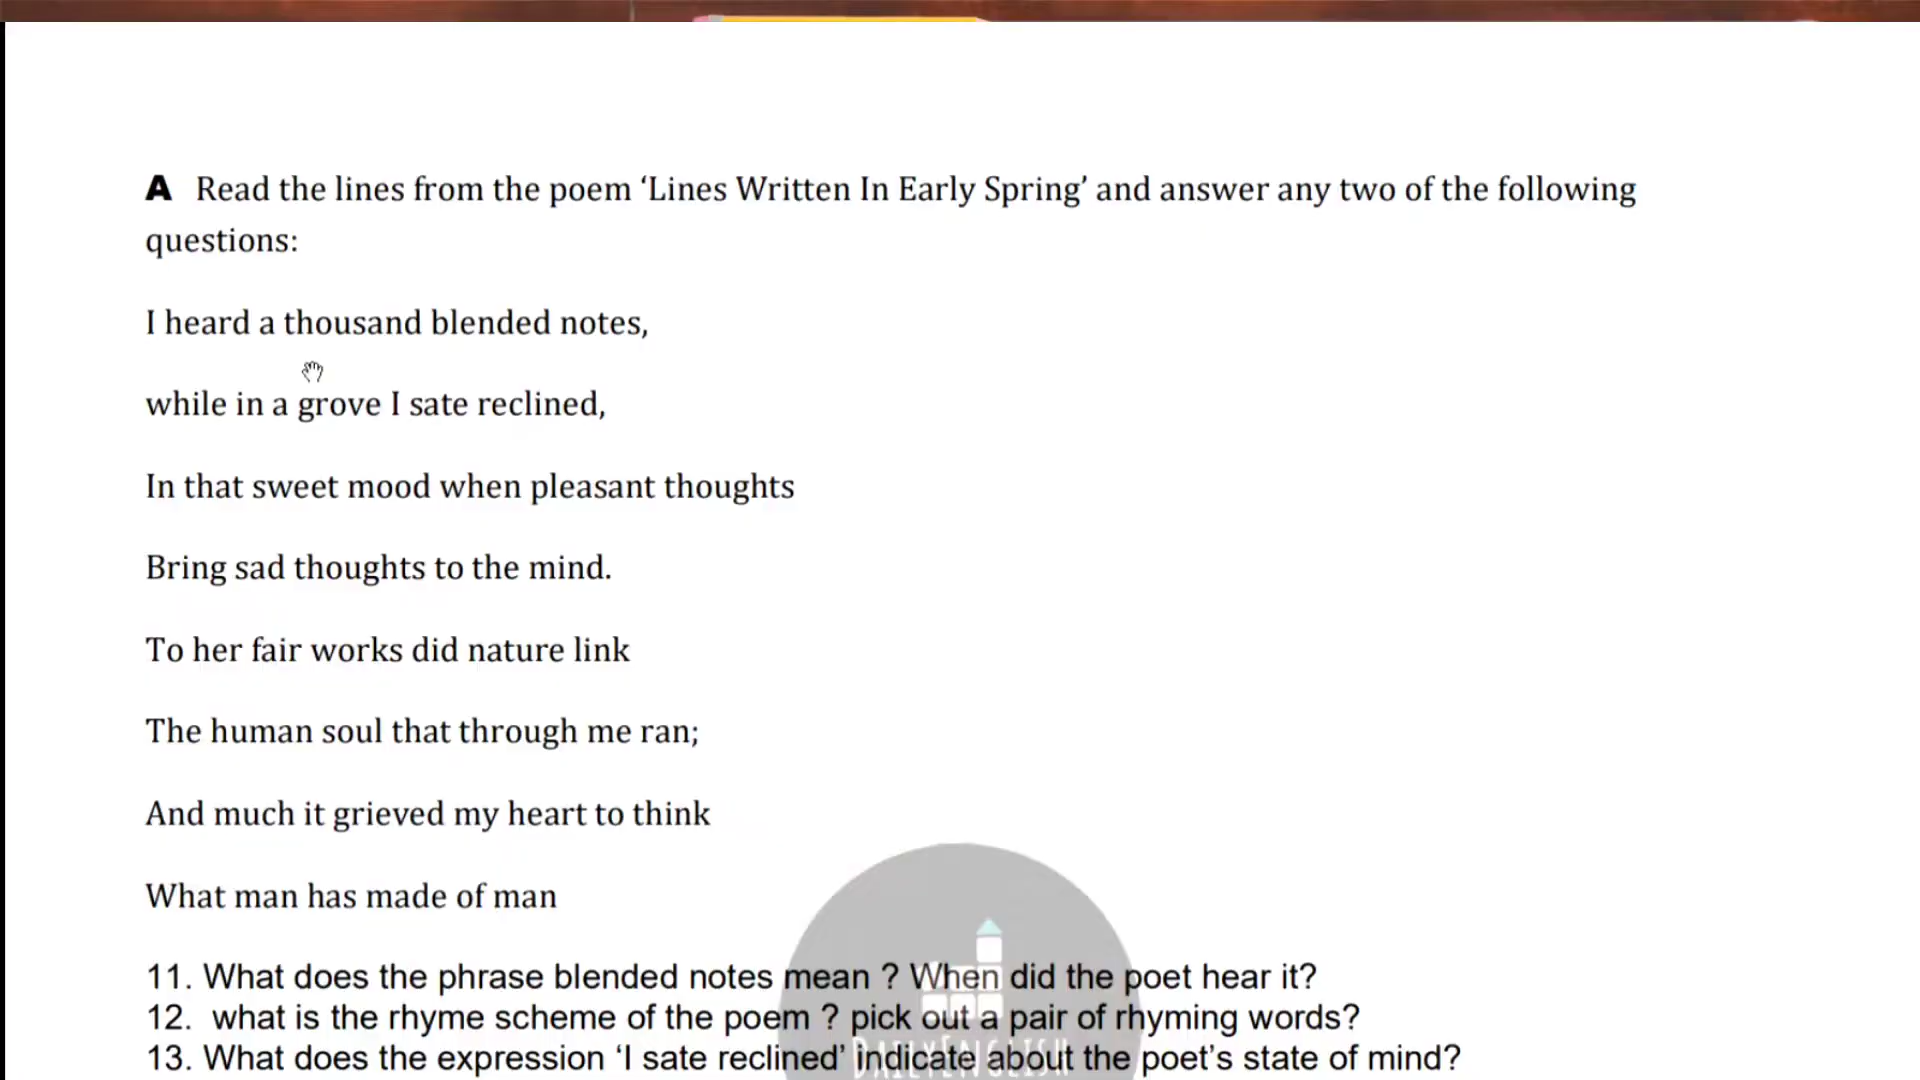 A Read the lines from the poem ‘Lines Written In Early Spring’ and answer any two of the following
questions:
I heard a thousand blended notes,
while in a grove I sate reclined,
In that sweet mood when pleasant thoughts
Bring sad thoughts to the mind.
To her fair works did nature link
The human soul that through me ran;
And much it grieved my heart to think
What man has made of man
11. What does the phrase blended notes mean ? When did the poet hear it?
12. what is the rhyme scheme of the poem ? pick out a pair of rhyming words?
13. What does the expression ‘I sate reclined’ indicate about the poet’s state of mind?
DAILYENGLISH